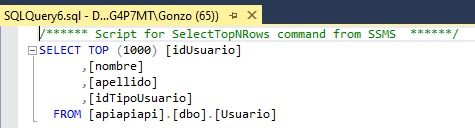 SQLQuery6.sql - D...G4P7MT\Gonzo (65))
/****** Script for SelectTopNRows command from SSMS ******/
SELECT TOP (1000) [idUsuario]
,[nombre]
,[apellido]
,[idTipoUsuario]
FROM [apiapiapi].[dbo].[Usuario]